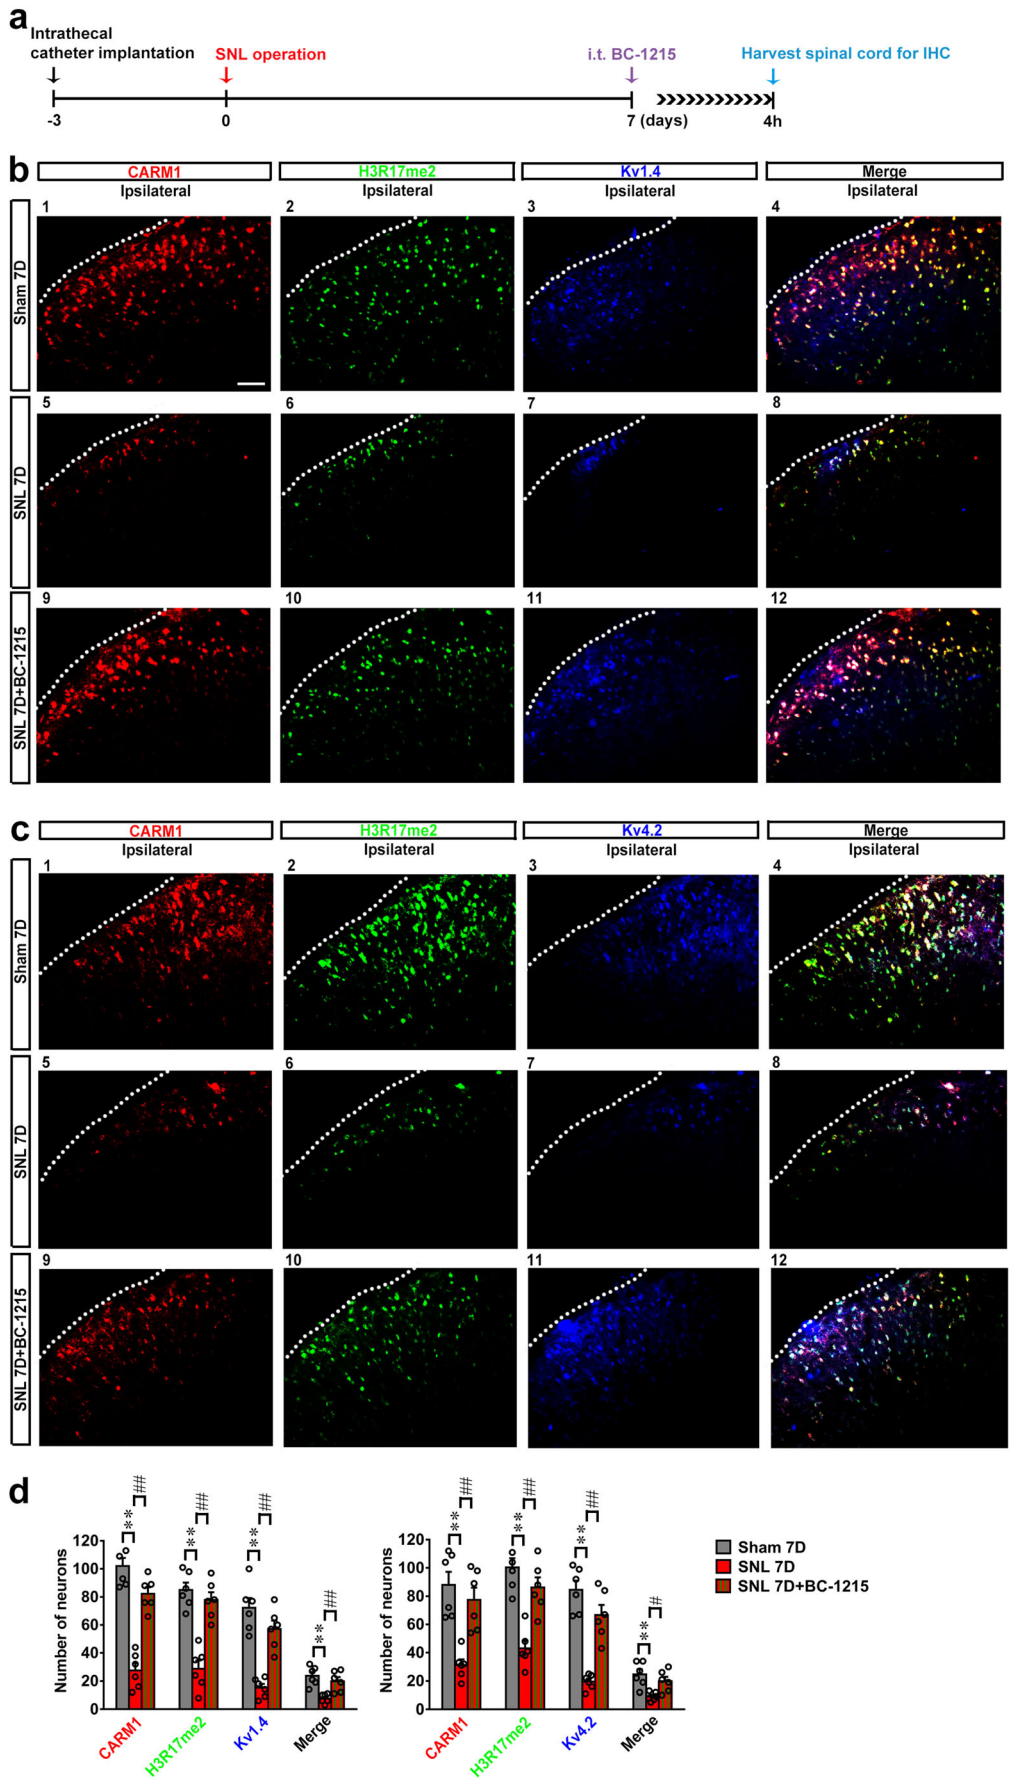 a
Intrathecal
catheter implantation
SNL operation
i.t. BC-1215
Harvest spinal cord for IHC
-3
0
7 (days)
4h
b
CARM1
H3R17me2
Kv1.4
Merge
Ipsilateral
Ipsilateral
Ipsilateral
Ipsilateral
Sham 7D
1
2
3
4
SNL 7D
5
6
7
8
SNL 7D+BC-1215
9
10
11
12
c
CARM1
H3R17me2
Kv4.2
Merge
Ipsilateral
Ipsilateral
Ipsilateral
Ipsilateral
Sham 7D
1
2
3
4
SNL 7D
5
6
7
8
SNL 7D+BC-1215
9
10
11
12
d
Number of neurons
120
100
80
60
40
20
0
**
##
**
##
**
##
**
##
CARM1
H3R17me2
Kv1.4
Merge
Number of neurons
120
100
80
60
40
20
0
**
##
**
##
**
##
**
#
CARM1
H3R17me2
Kv4.2
Merge
Sham 7D
SNL 7D
SNL 7D+BC-1215